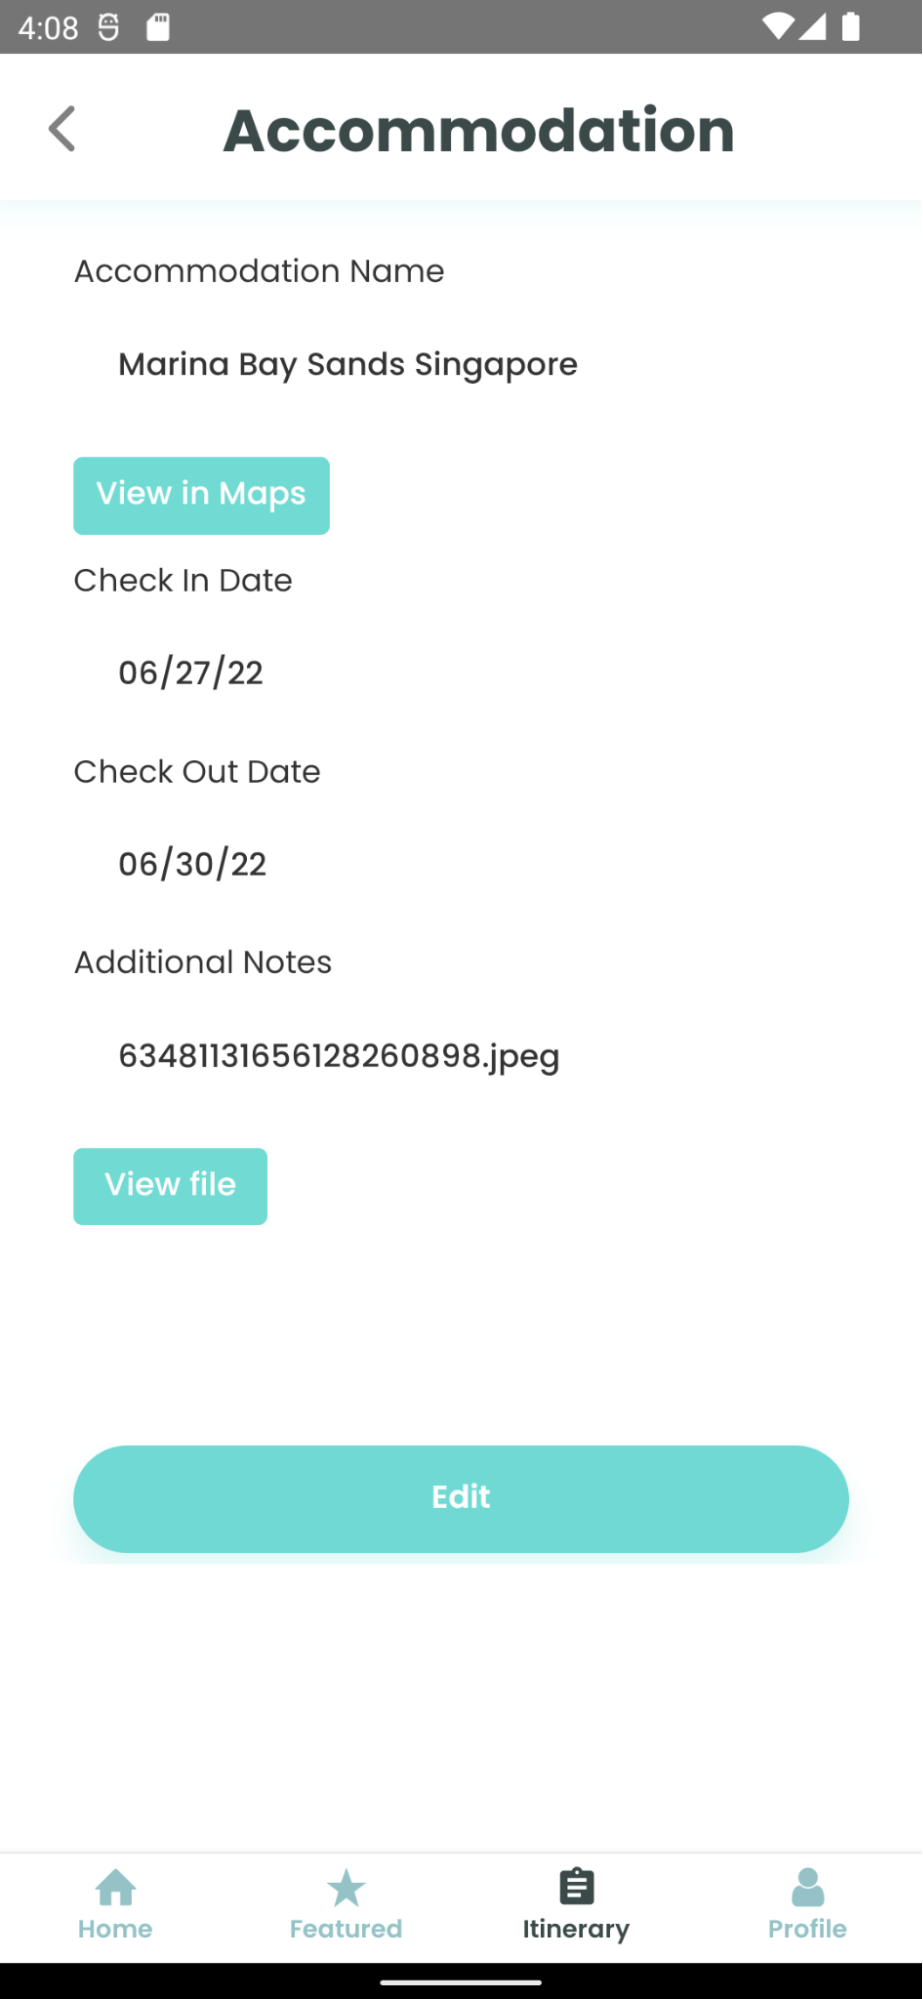 4:08
Accommodation
Accommodation Name
Marina Bay Sands Singapore
View in Maps
Check In Date
06/27/22
Check Out Date
06/30/22
Additional Notes
63481131656128260898.jpeg
View file
Edit
Home Featured Itinerary Profile